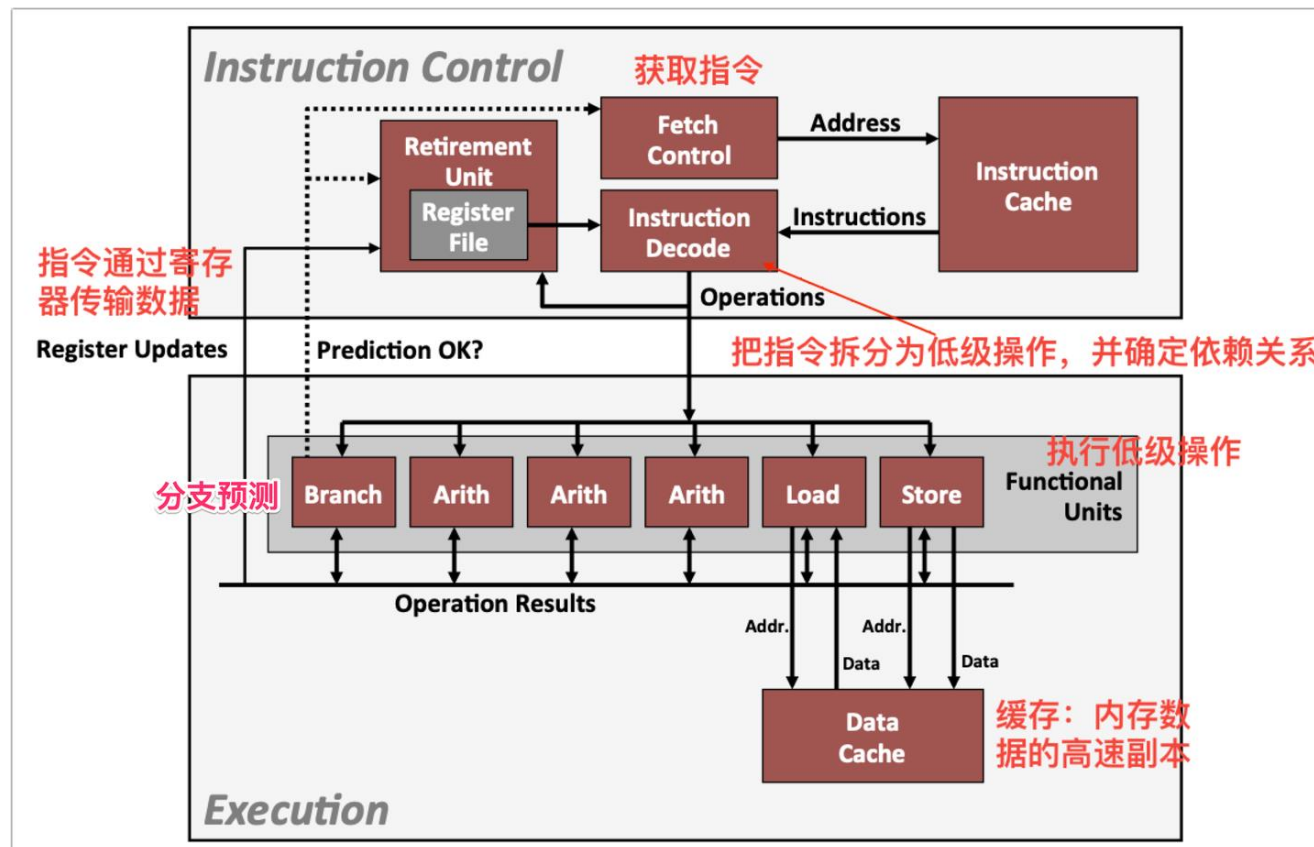 Instruction Control
获取指令
Fetch
Control
Address
Instruction
Cache
Retirement
Unit
Register
File
Instruction
Decode
Instructions
指令通过寄存
器传输数据
Operations
Register Updates
Prediction OK?
把指令拆分为低级操作，并确定依赖关系
执行低级操作
分支预测
Branch
Arith
Arith
Arith
Load
Store
Functional
Units
Operation Results
Addr.
Addr.
Data
Data
Data
Cache
缓存：内存数
据的高速副本
Execution